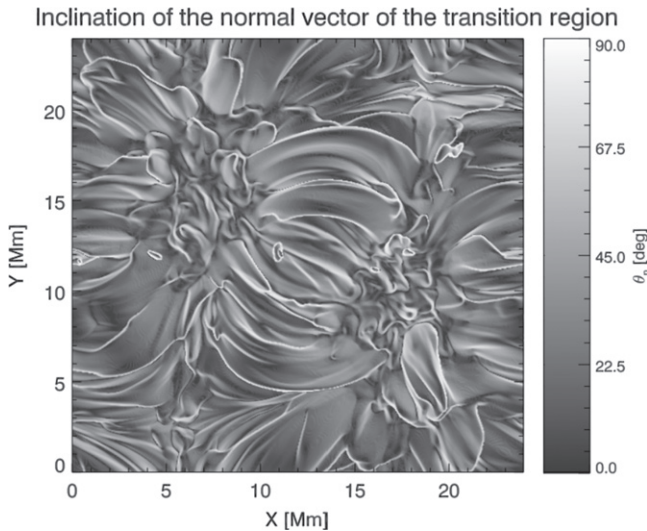 Inclination of the normal vector of the transition region
90.0
67.5
45.0
22.5
0.0
θn [deg]
20
15
10
5
0
Y [Mm]
0 5 10 15 20
X [Mm]